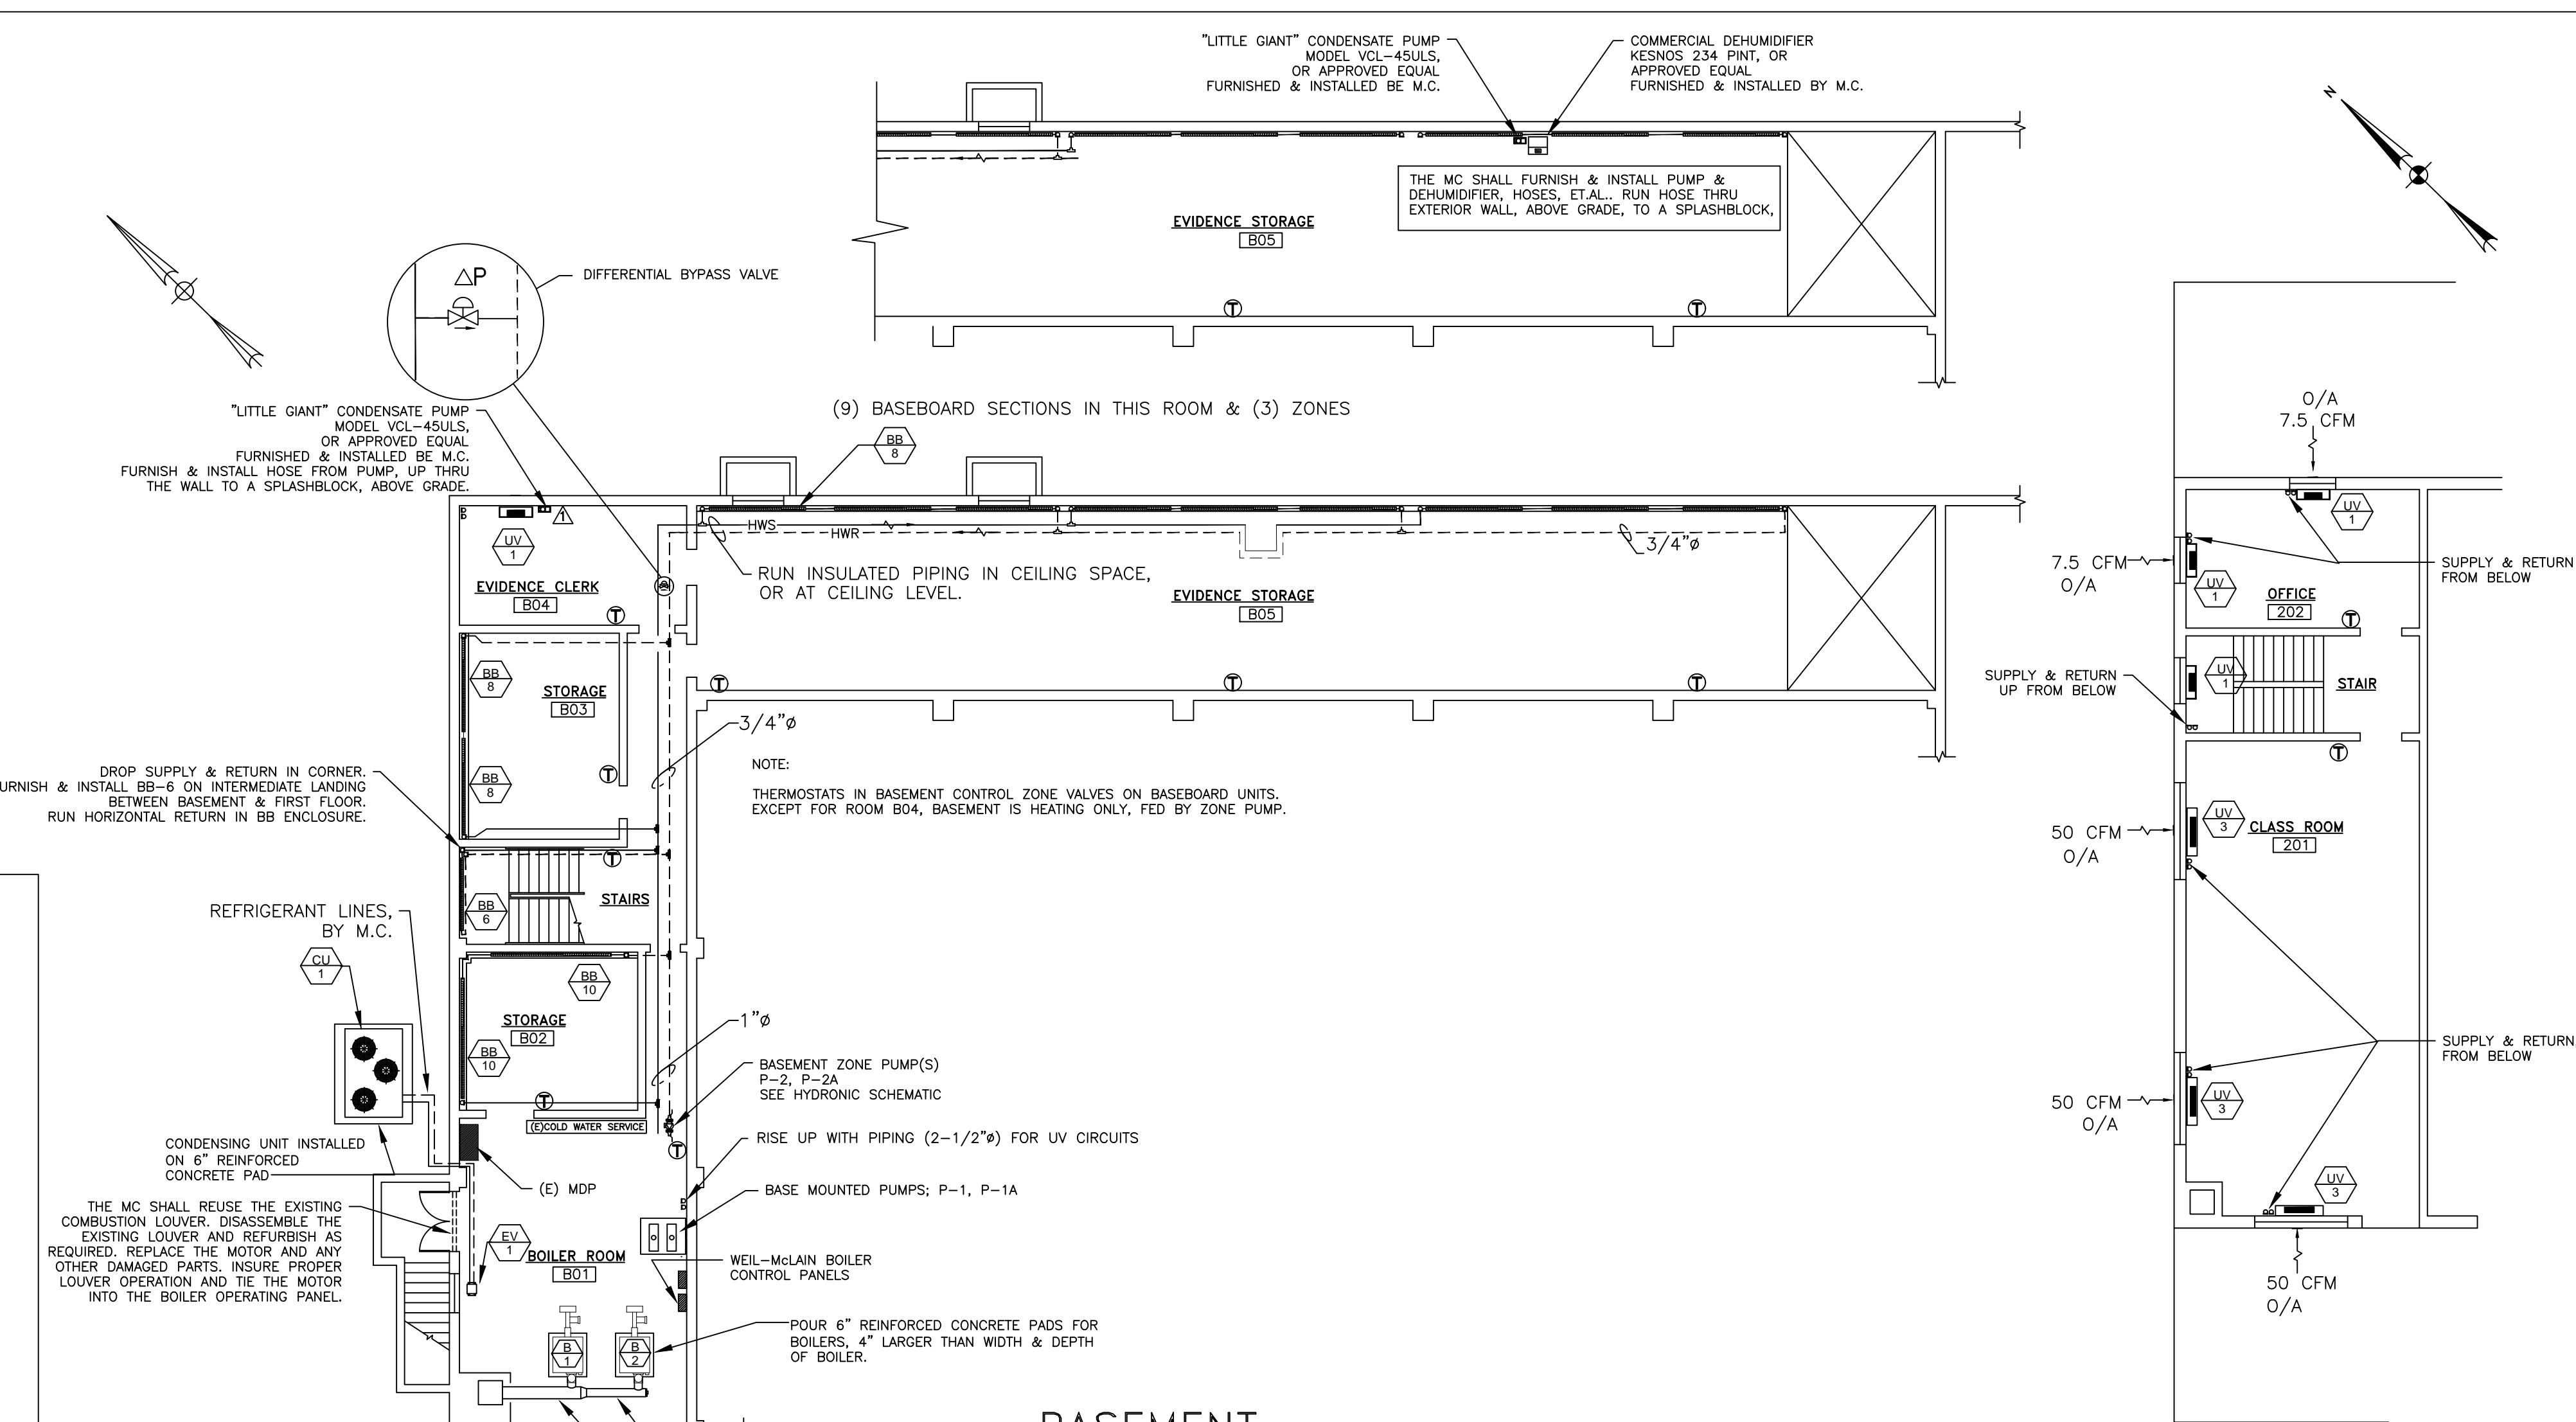 "LITTLE GIANT" CONDENSATE PUMP
MODEL VCL-45ULS,
OR APPROVED EQUAL
FURNISHED & INSTALLED BE M.C.
COMMERCIAL DEHUMIDIFIER
KESNOS 234 PINT, OR
APPROVED EQUAL
FURNISHED & INSTALLED BY M.C.
N
THE MC SHALL FURNISH & INSTALL PUMP &
DEHUMIDIFIER, HOSES, ET.AL.. RUN HOSE THRU
EXTERIOR WALL, ABOVE GRADE, TO A SPLASHBLOCK,
EVIDENCE STORAGE
B05
T
T
△P
DIFFERENTIAL BYPASS VALVE
"LITTLE GIANT" CONDENSATE PUMP
MODEL VCL-45ULS,
OR APPROVED EQUAL
FURNISHED & INSTALLED BE M.C.
FURNISH & INSTALL HOSE FROM PUMP, UP THRU
THE WALL TO A SPLASHBLOCK, ABOVE GRADE.
(9) BASEBOARD SECTIONS IN THIS ROOM & (3) ZONES
BB
8
HWS
HWR
3/4"ø
1
UV
1
EVIDENCE CLERK
B04
T
RUN INSULATED PIPING IN CEILING SPACE,
OR AT CEILING LEVEL.
EVIDENCE STORAGE
B05
T
T
T
BB
8
STORAGE
B03
BB
8
T
3/4"ø
NOTE:
THERMOSTATS IN BASEMENT CONTROL ZONE VALVES ON BASEBOARD UNITS.
EXCEPT FOR ROOM B04, BASEMENT IS HEATING ONLY, FED BY ZONE PUMP.
DROP SUPPLY & RETURN IN CORNER.
URNISH & INSTALL BB-6 ON INTERMEDIATE LANDING
BETWEEN BASEMENT & FIRST FLOOR.
RUN HORIZONTAL RETURN IN BB ENCLOSURE.
T
BB
6
STAIRS
REFRIGERANT LINES,
BY M.C.
CU
1
BB
10
STORAGE
B02
BB
10
T
1"ø
BASEMENT ZONE PUMP(S)
P-2, P-2A
SEE HYDRONIC SCHEMATIC
(E)COLD WATER SERVICE
T
CONDENSING UNIT INSTALLED
ON 6" REINFORCED
CONCRETE PAD
RISE UP WITH PIPING (2-1/2"ø) FOR UV CIRCUITS
(E) MDP
BASE MOUNTED PUMPS; P-1, P-1A
THE MC SHALL REUSE THE EXISTING
COMBUSTION LOUVER. DISASSEMBLE THE
EXISTING LOUVER AND REFURBISH AS
REQUIRED. REPLACE THE MOTOR AND ANY
OTHER DAMAGED PARTS. INSURE PROPER
LOUVER OPERATION AND TIE THE MOTOR
INTO THE BOILER OPERATING PANEL.
EV
1
BOILER ROOM
B01
WEIL-McLAIN BOILER
CONTROL PANELS
B
1
B
2
POUR 6" REINFORCED CONCRETE PADS FOR
BOILERS, 4" LARGER THAN WIDTH & DEPTH
OF BOILER.
BASEMENT
O/A
7.5 CFM
UV
1
7.5 CFM
O/A
UV
1
OFFICE
202
T
SUPPLY & RETURN
FROM BELOW
SUPPLY & RETURN
UP FROM BELOW
UV
1
STAIR
T
50 CFM
O/A
UV
3
CLASS ROOM
201
SUPPLY & RETURN
FROM BELOW
50 CFM
O/A
UV
3
UV
3
50 CFM
O/A